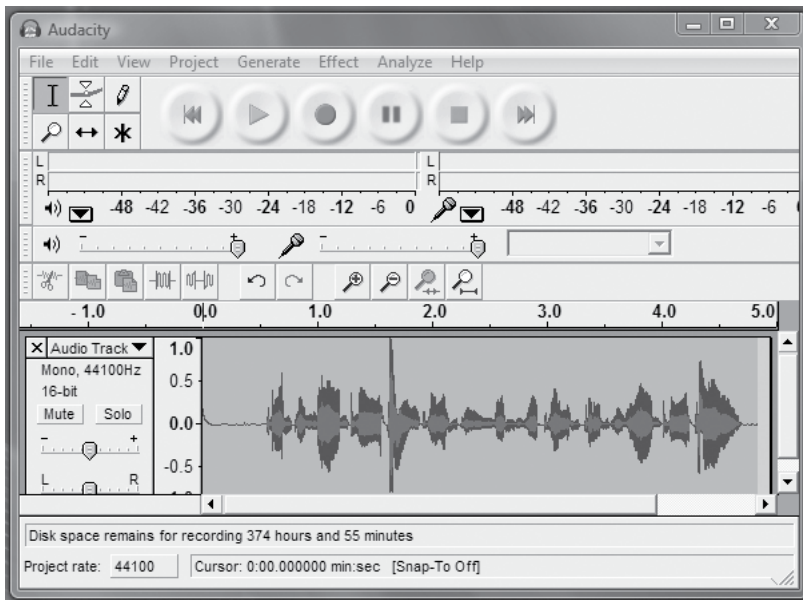 Audacity
File Edit View Project Generate Effect Analyze Help
L L
R R
-48 -42 -36 -30 -24 -18 -12 -6 0 -48 -42 -36 -30 -24 -18 -12 -6
- + - +
- 1.0 0.0 1.0 2.0 3.0 4.0 5.0
X Audio Track 1.0
Mono, 44100Hz
16-bit 0.5
Mute Solo 0.0
- +
-0.5
L R
Disk space remains for recording 374 hours and 55 minutes
Project rate: 44100 Cursor: 0:00.000000 min:sec [Snap-To Off]